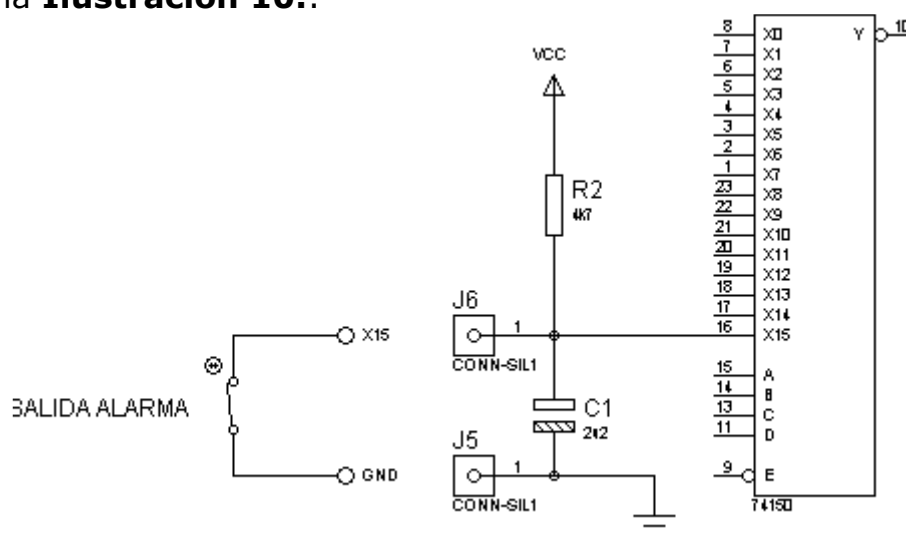 na Ilustración 10.:
VCC
R2
4K7
J6
1
CONN-SIL1
X15
SALIDA ALARMA
GND
C1
2u2
J5
1
CONN-SIL1
8 X0 Y 10
7 X1
6 X2
5 X3
4 X4
3 X5
2 X6
1 X7
23 X8
22 X9
21 X10
20 X11
19 X12
18 X13
17 X14
16 X15
15 A
14 B
13 C
11 D
9 E
74150